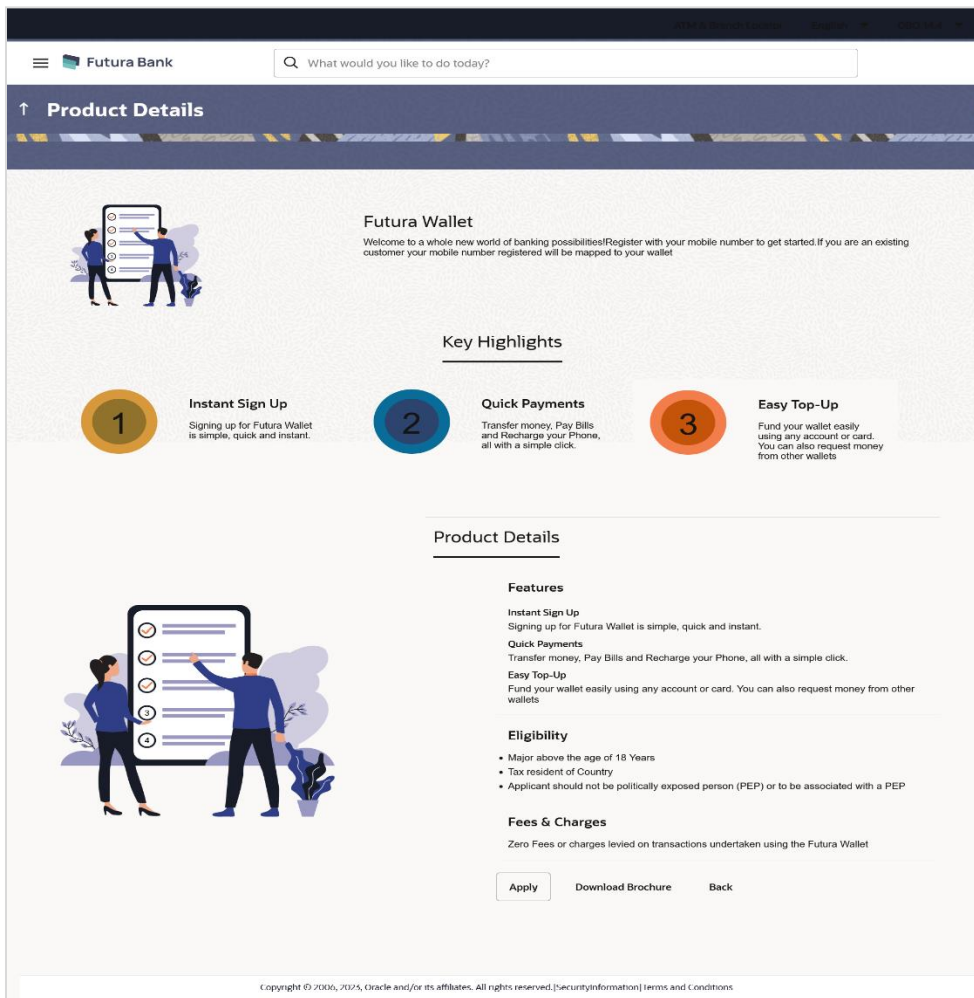 ATM & Branch Locator English
Futura Bank
What would you like to do today?
↑ Product Details
Futura Wallet
Welcome to a whole new world of banking possibilities!Register with your mobile number to get started.If you are an existing
customer your mobile number registered will be mapped to your wallet
Key Highlights
1
Instant Sign Up
Signing up for Futura Wallet
is simple, quick and instant.
2
Quick Payments
Transfer money, Pay Bills
and Recharge your Phone,
all with a simple click.
3
Easy Top-Up
Fund your wallet easily
using any account or card.
You can also request money
from other wallets
Product Details
3
4
Features
Instant Sign Up
Signing up for Futura Wallet is simple, quick and instant.
Quick Payments
Transfer money, Pay Bills and Recharge your Phone, all with a simple click.
Easy Top-Up
Fund your wallet easily using any account or card. You can also request money from other
wallets
Eligibility
• Major above the age of 18 Years
• Tax resident of Country
• Applicant should not be politically exposed person (PEP) or to be associated with a PEP
Fees & Charges
Zero Fees or charges levied on transactions undertaken using the Futura Wallet
Apply Download Brochure Back
Copyright © 2006, 2023, Oracle and/or its affiliates. All rights reserved.|SecurityInformation|Terms and Conditions